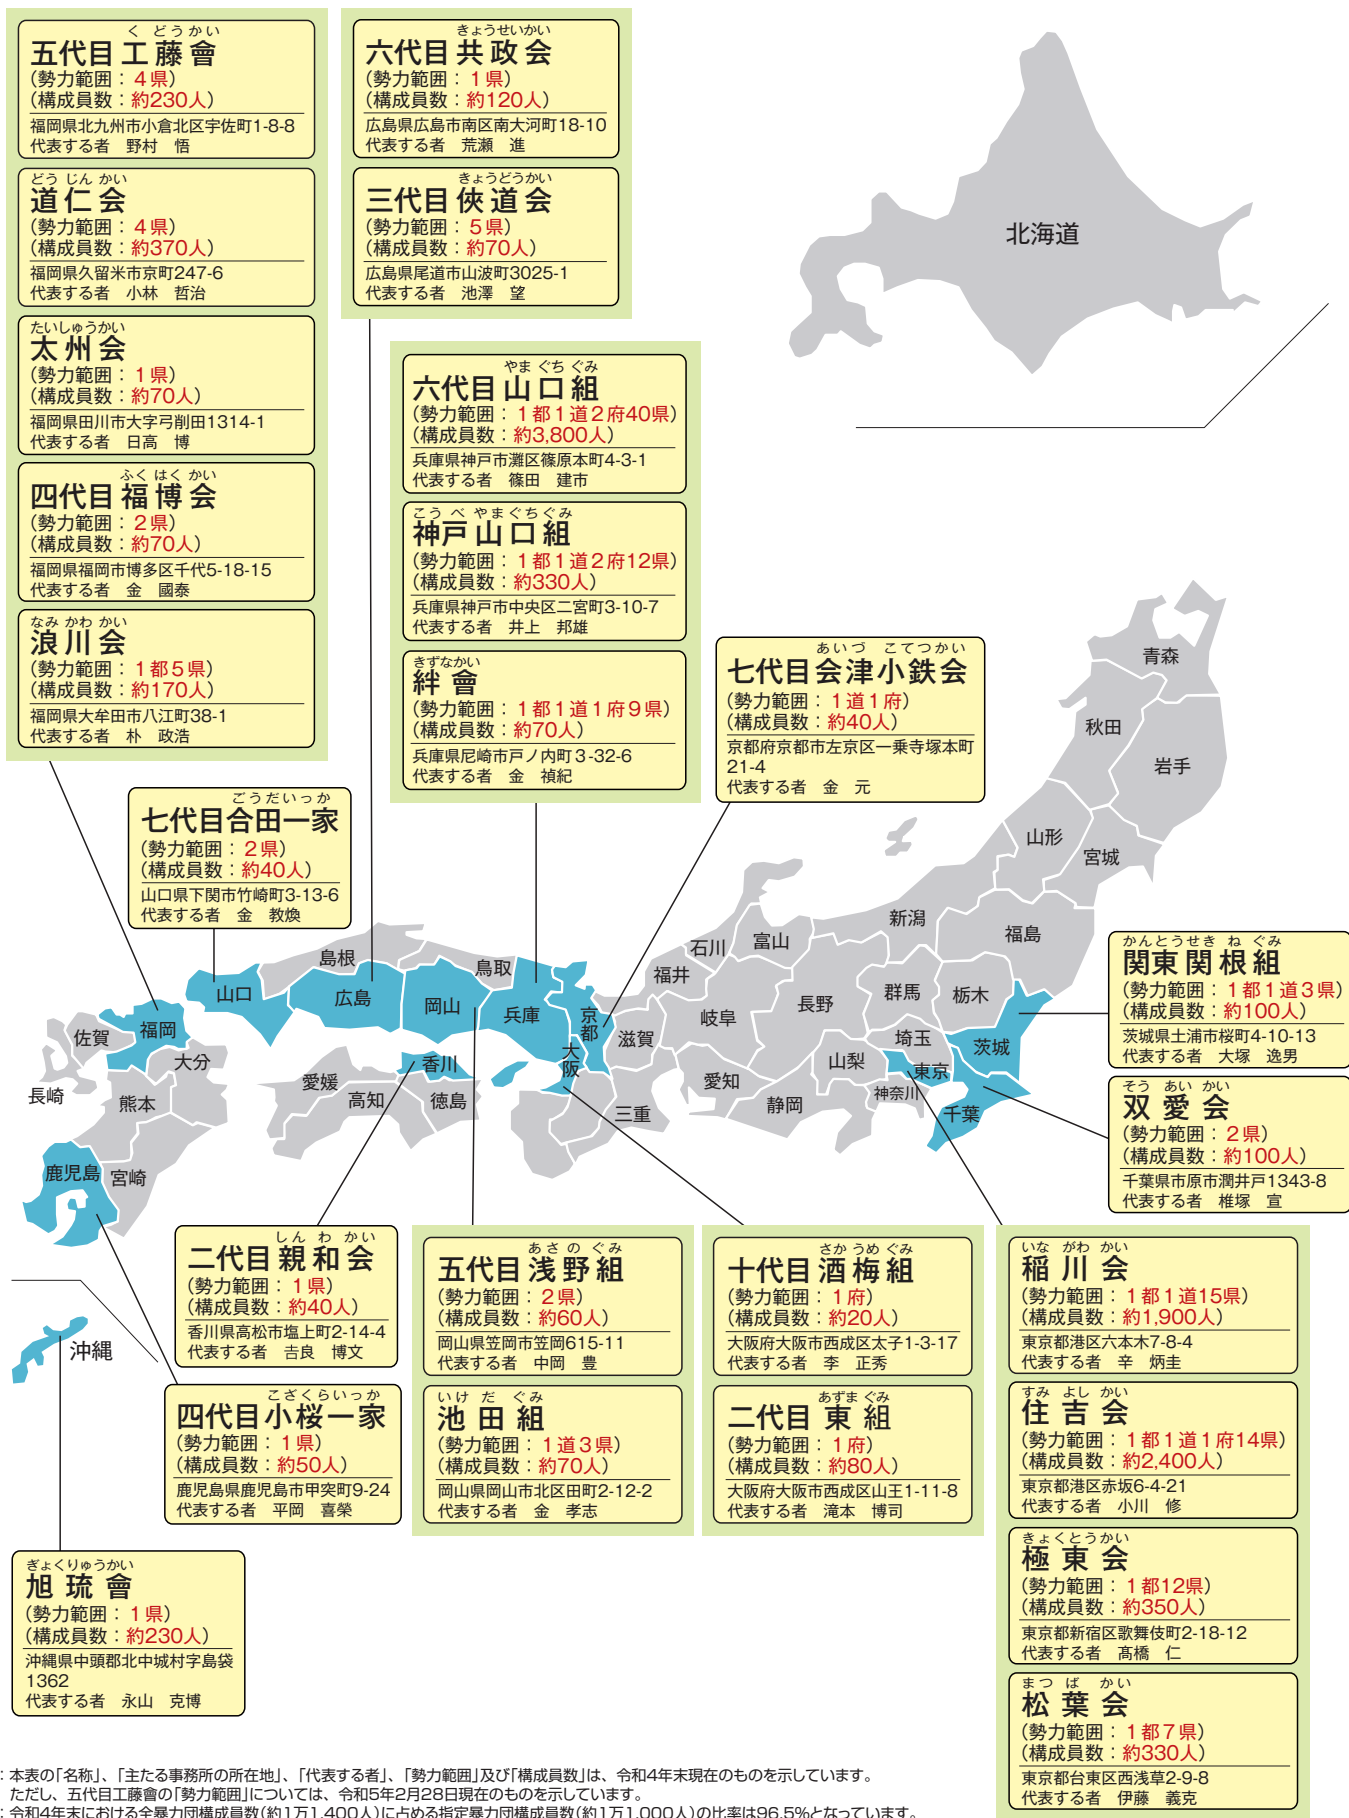 くどうかい
五代目工藤會
(勢力範囲：4県)
(構成員数：約230人)
福岡県北九州市小倉北区宇佐町1-8-8
代表する者　野村　悟
どうじんかい
道仁会
(勢力範囲：4県)
(構成員数：約370人)
福岡県久留米市京町247-6
代表する者　小林　哲治
たいしゅうかい
太州会
(勢力範囲：1県)
(構成員数：約70人)
福岡県田川市大字弓削田1314-1
代表する者　日高　博
ふくはくかい
四代目福博会
(勢力範囲：2県)
(構成員数：約70人)
福岡県福岡市博多区千代5-18-15
代表する者　金　國泰
なみかわかい
浪川会
(勢力範囲：1都5県)
(構成員数：約170人)
福岡県大牟田市八江町38-1
代表する者　朴　政浩
きょうせいかい
六代目共政会
(勢力範囲：1県)
(構成員数：約120人)
広島県広島市南区南大河町18-10
代表する者　荒瀬　進
きょうどうかい
三代目俠道会
(勢力範囲：5県)
(構成員数：約70人)
広島県尾道市山波町3025-1
代表する者　池澤　望
やまぐちぐみ
六代目山口組
(勢力範囲：1都1道2府40県)
(構成員数：約3,800人)
兵庫県神戸市灘区篠原本町4-3-1
代表する者　篠田　建市
こうべやまぐちぐみ
神戸山口組
(勢力範囲：1都1道2府12県)
(構成員数：約330人)
兵庫県神戸市中央区二宮町3-10-7
代表する者　井上　邦雄
きずなかい
絆會
(勢力範囲：1都1道1府9県)
(構成員数：約70人)
兵庫県尼崎市戸ノ内町3-32-6
代表する者　金　禎紀
あいづこてつかい
七代目会津小鉄会
(勢力範囲：1道1府)
(構成員数：約40人)
京都府京都市左京区一乗寺塚本町
21-4
代表する者　金　元
ごうだいっか
七代目合田一家
(勢力範囲：2県)
(構成員数：約40人)
山口県下関市竹崎町3-13-6
代表する者　金　教煥
北海道
青森
秋田
岩手
山形
宮城
新潟
福島
石川
富山
福井
長野
群馬
栃木
岐阜
埼玉
茨城
山梨
東京
神奈川
千葉
愛知
静岡
滋賀
三重
京都
大阪
兵庫
鳥取
島根
岡山
広島
山口
香川
徳島
愛媛
高知
福岡
佐賀
大分
長崎
熊本
宮崎
鹿児島
沖縄
かんとうせきねぐみ
関東関根組
(勢力範囲：1都1道3県)
(構成員数：約100人)
茨城県土浦市桜町4-10-13
代表する者　大塚　逸男
そうあいかい
双愛会
(勢力範囲：2県)
(構成員数：約100人)
千葉県市原市潤井戸1343-8
代表する者　椎塚　宣
しんわかい
二代目親和会
(勢力範囲：1県)
(構成員数：約40人)
香川県高松市塩上町2-14-4
代表する者　吉良　博文
こざくらいっか
四代目小桜一家
(勢力範囲：1県)
(構成員数：約50人)
鹿児島県鹿児島市甲突町9-24
代表する者　平岡　喜榮
ぎょくりゅうかい
旭琉會
(勢力範囲：1県)
(構成員数：約230人)
沖縄県中頭郡北中城村字島袋
1362
代表する者　永山　克博
あさのぐみ
五代目浅野組
(勢力範囲：2県)
(構成員数：約60人)
岡山県笠岡市笠岡615-11
代表する者　中岡　豊
いけだぐみ
池田組
(勢力範囲：1道3県)
(構成員数：約70人)
岡山県岡山市北区田町2-12-2
代表する者　金　孝志
さかうめぐみ
十代目酒梅組
(勢力範囲：1府)
(構成員数：約20人)
大阪府大阪市西成区太子1-3-17
代表する者　李　正秀
あずまぐみ
二代目東組
(勢力範囲：1府)
(構成員数：約80人)
大阪府大阪市西成区山王1-11-8
代表する者　滝本　博司
いながわかい
稲川会
(勢力範囲：1都1道15県)
(構成員数：約1,900人)
東京都港区六本木7-8-4
代表する者　辛　炳圭
すみよしかい
住吉会
(勢力範囲：1都1道1府14県)
(構成員数：約2,400人)
東京都港区赤坂6-4-21
代表する者　小川　修
きょくとうかい
極東会
(勢力範囲：1都12県)
(構成員数：約350人)
東京都新宿区歌舞伎町2-18-12
代表する者　髙橋　仁
まつばかい
松葉会
(勢力範囲：1都7県)
(構成員数：約330人)
東京都台東区西浅草2-9-8
代表する者　伊藤　義克
：本表の「名称」、「主たる事務所の所在地」、「代表する者」、「勢力範囲」及び「構成員数」は、令和4年末現在のものを示しています。
ただし、五代目工藤會の「勢力範囲」については、令和5年2月28日現在のものを示しています。
：令和4年末における全暴力団構成員数(約1万1,400人)に占める指定暴力団構成員数(約1万1,000人)の比率は96.5%となっています。